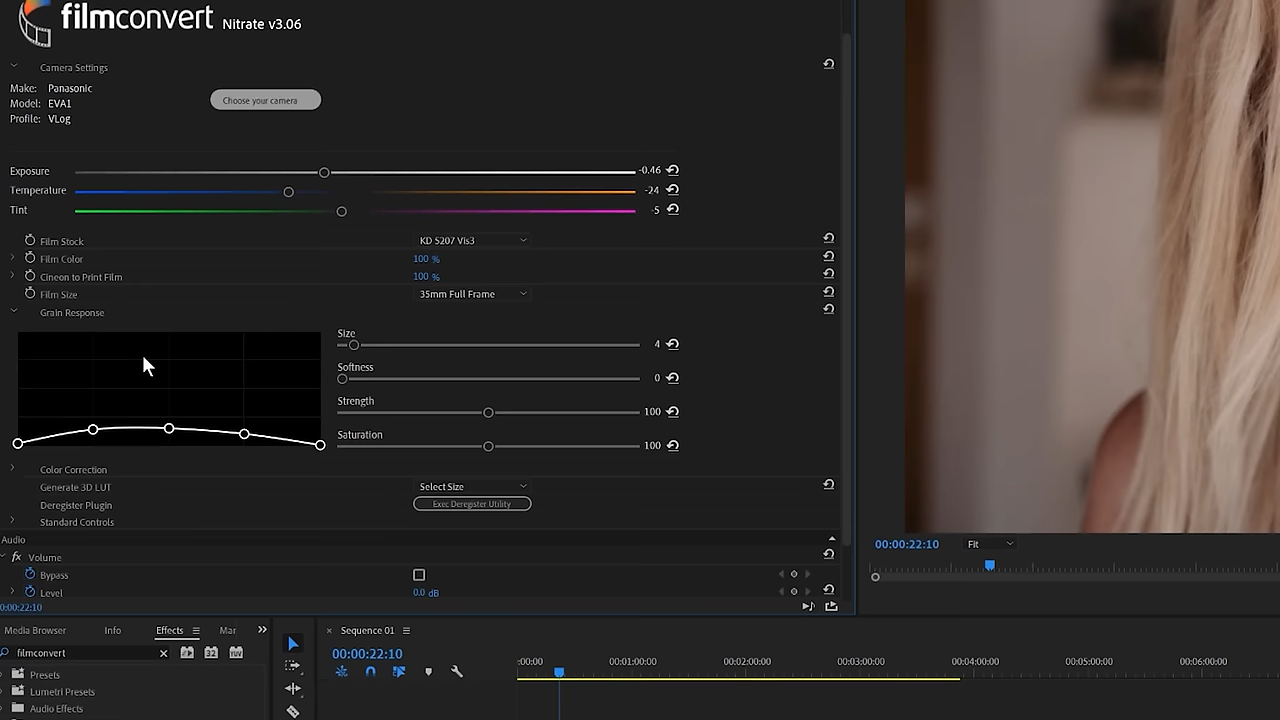 filmconvert Nitrate v3.06
Camera Settings
Make: Panasonic
Model: EVA1
Choose your camera
Profile: VLog
Exposure -0.46
Temperature -24
Tint -5
Film Stock KD 5207 Vis3
Film Color 100 %
Cineon to Print Film 100 %
Film Size 35mm Full Frame
Grain Response
Size 4
Softness 0
Strength 100
Saturation 100
Color Correction
Generate 3D LUT Select Size
Deregister Plugin Exec Deregister Utility
Standard Controls
Audio
fx Volume
Bypass
Level 0.0 dB
0:00:22:10
00:00:22:10 Fit
Media Browser Info Effects Mar
filmconvert
Presets
Lumetri Presets
Audio Effects
× Sequence 01
00:00:22:10
:00:00 00:01:00:00 00:02:00:00 00:03:00:00 00:04:00:00 00:05:00:00 00:06:00:00